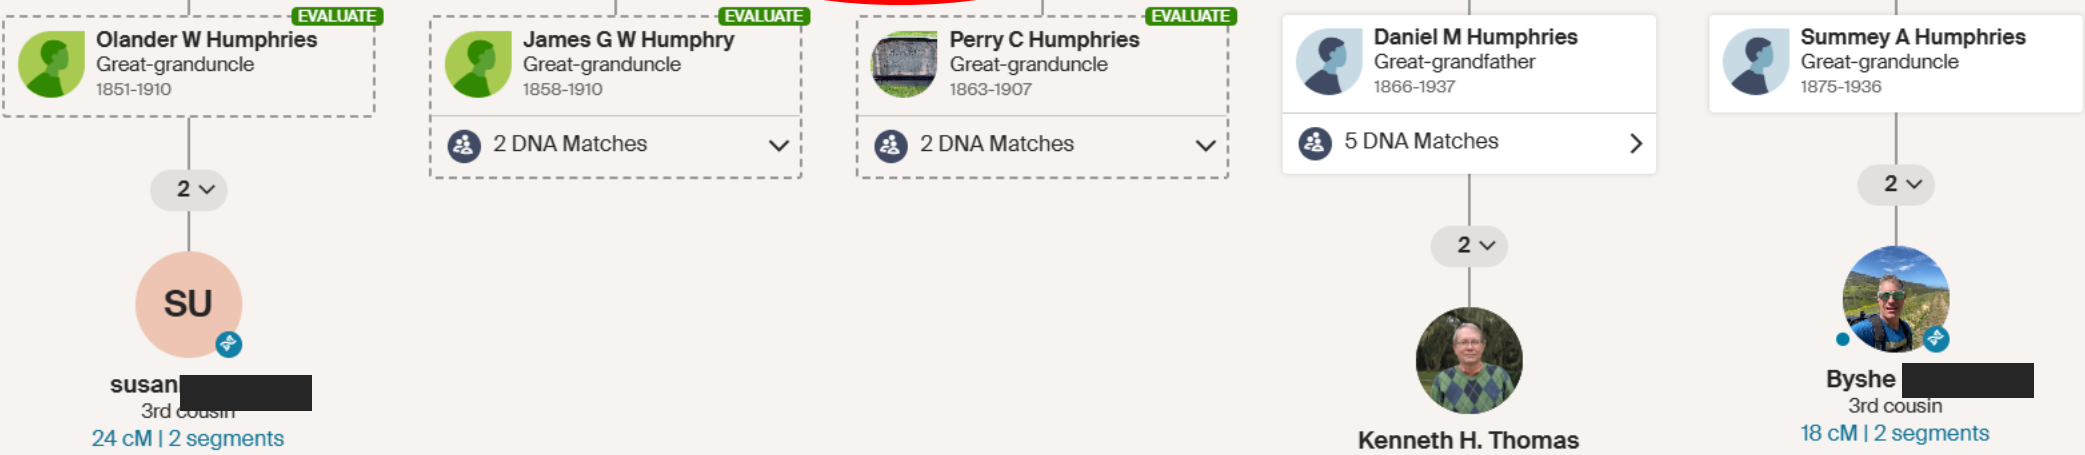 EVALUATE
Olander W Humphries
Great-granduncle
1851-1910
2
SU
susan
3rd cousin
24 cM | 2 segments
EVALUATE
James G W Humphry
Great-granduncle
1858-1910
2 DNA Matches
EVALUATE
Perry C Humphries
Great-granduncle
1863-1907
2 DNA Matches
Daniel M Humphries
Great-grandfather
1866-1937
5 DNA Matches
2
Kenneth H. Thomas
Summey A Humphries
Great-granduncle
1875-1936
2
Byshe
3rd cousin
18 cM | 2 segments